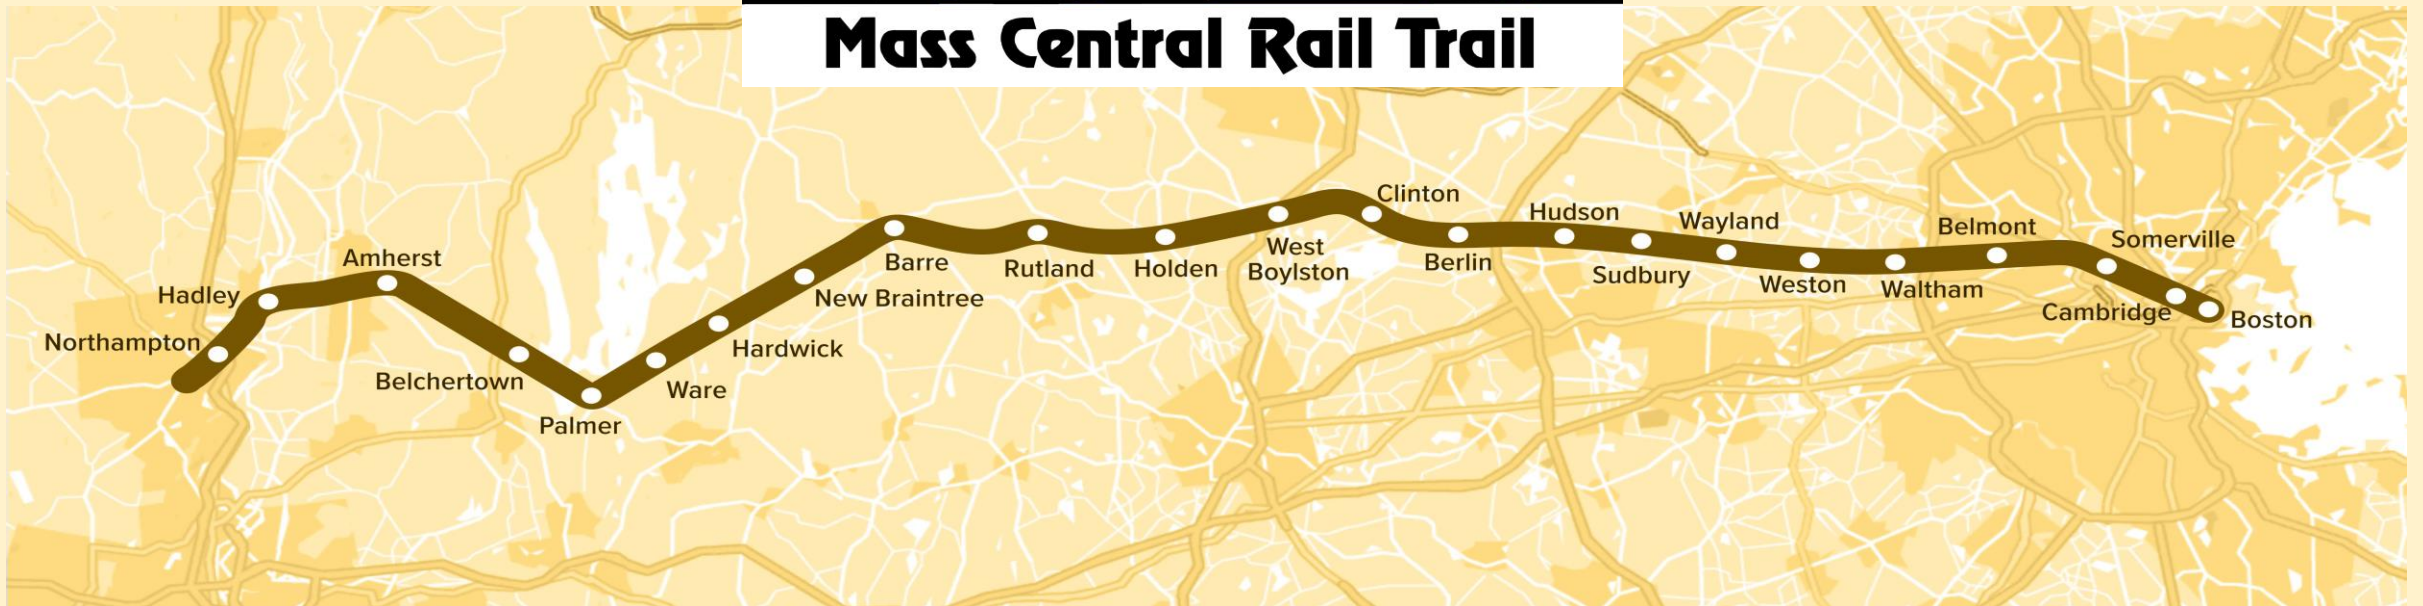 Mass Central Rail Trail
Northampton
Hadley
Amherst
Belchertown
Palmer
Ware
Hardwick
New Braintree
Barre
Rutland
Holden
West
Boylston
Clinton
Berlin
Hudson
Sudbury
Wayland
Weston
Waltham
Belmont
Somerville
Cambridge
Boston